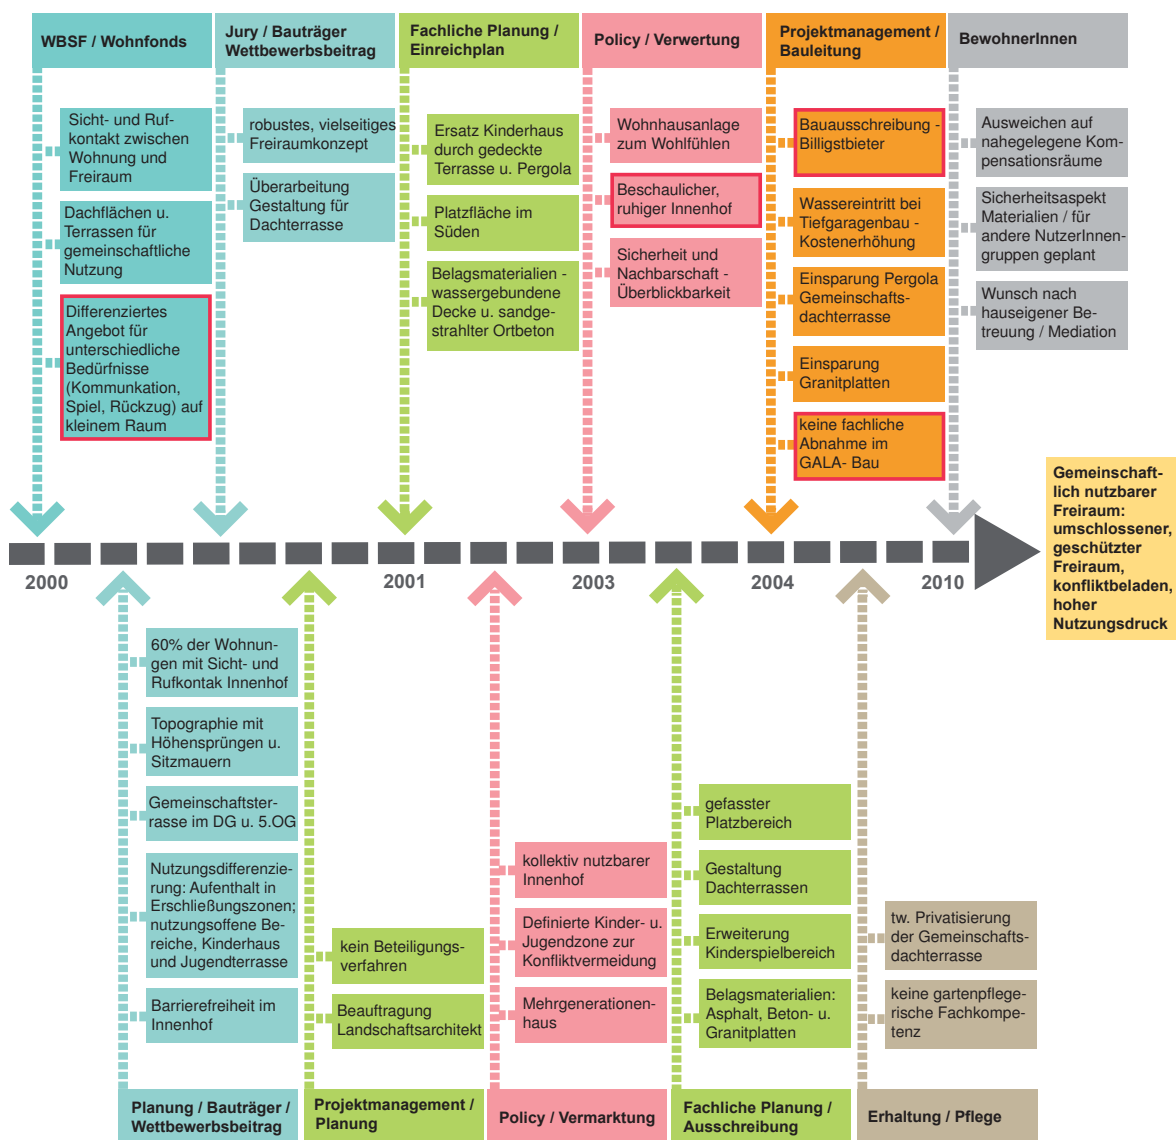 WBSF / Wohnfonds
Jury / Bauträger
Wettbewerbsbeitrag
Fachliche Planung /
Einreichplan
Policy / Verwertung
Projektmanagement /
Bauleitung
BewohnerInnen
Sicht- und Ruf-
kontakt zwischen
Wohnung und
Freiraum
Dachflächen u.
Terrassen für
gemeinschaftliche
Nutzung
Differenziertes
Angebot für
unterschiedliche
Bedürfnisse
(Kommunkation,
Spiel, Rückzug) auf
kleinem Raum
robustes, vielseitiges
Freiraumkonzept
Überarbeitung
Gestaltung für
Dachterrasse
Ersatz Kinderhaus
durch gedeckte
Terrasse u. Pergola
Platzfläche im
Süden
Belagsmaterialien -
wassergebundene
Decke u. sandge-
strahlter Ortbeton
Wohnhausanlage
zum Wohlfühlen
Beschaulicher,
ruhiger Innenhof
Sicherheit und
Nachbarschaft -
Überblickbarkeit
Bauausschreibung -
Billigstbieter
Wassereintritt bei
Tiefgaragenbau -
Kostenerhöhung
Einsparung Pergola
Gemeinschafts-
dachterrasse
Einsparung
Granitplatten
keine fachliche
Abnahme im
GALA- Bau
Ausweichen auf
nahegelegene Kom-
pensationsräume
Sicherheitsaspekt
Materialien / für
andere NutzerInnen-
gruppen geplant
Wunsch nach
hauseigener Be-
treuung / Mediation
Gemeinschaft-
lich nutzbarer
Freiraum:
umschlossener,
geschützter
Freiraum,
konfliktbeladen,
hoher
Nutzungsdruck
2000
2001
2003
2004
2010
60% der Wohnun-
gen mit Sicht- und
Rufkontak Innenhof
Topographie mit
Höhensprüngen u.
Sitzmauern
Gemeinschaftster-
rasse im DG u. 5.OG
Nutzungsdifferenzie-
rung: Aufenthalt in
Erschließungszonen;
nutzungsoffene Be-
reiche, Kinderhaus
und Jugendterrasse
Barrierefreiheit im
Innenhof
kein Beteiligungs-
verfahren
Beauftragung
Landschaftsarchitekt
kollektiv nutzbarer
Innenhof
Definierte Kinder- u.
Jugendzone zur
Konfliktvermeidung
Mehrgenerationen-
haus
gefasster
Platzbereich
Gestaltung
Dachterrassen
Erweiterung
Kinderspielbereich
Belagsmaterialien:
Asphalt, Beton- u.
Granitplatten
tw. Privatisierung
der Gemeinschafts-
dachterrasse
keine gartenpflege-
rische Fachkompe-
tenz
Planung / Bauträger /
Wettbewerbsbeitrag
Projektmanagement /
Planung
Policy / Vermarktung
Fachliche Planung /
Ausschreibung
Erhaltung / Pflege